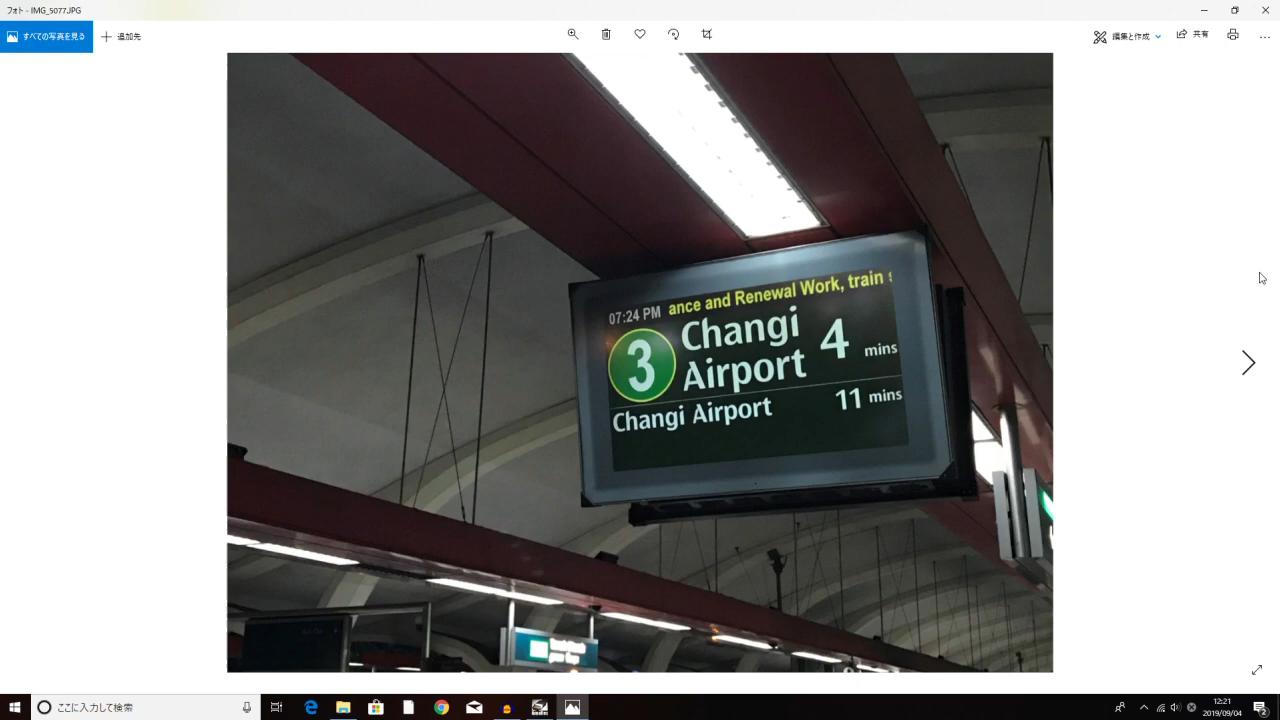 フォト - IMG_5077.JPG
すべての写真を見る
追加先
編集と作成
共有
07:24 PM ance and Renewal Work, train
3 Changi Airport 4 mins
Changi Airport 11 mins
ここに入力して検索
12:21
2019/09/04
2